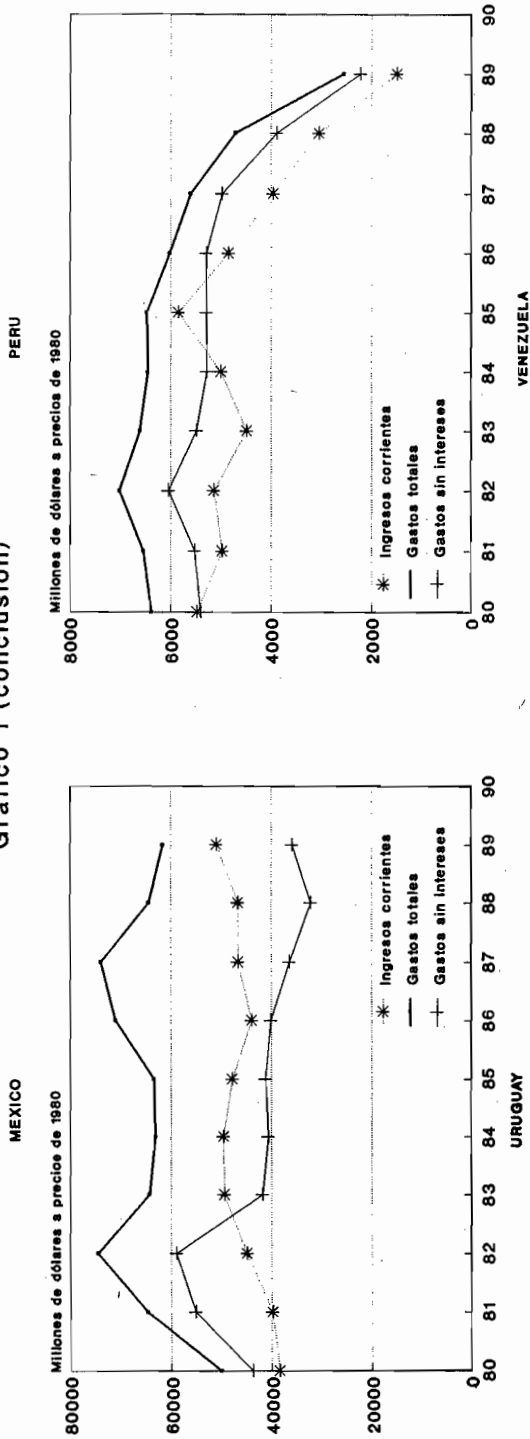 Gráfico 1 (conclusión)
MEXICO
Millones de dólares a precios de 1980
80000
60000
40000
20000
0
Ingresos corrientes
Gastos totales
Gastos sin intereses
80 81 82 83 84 85 86 87 88 89 90
URUGUAY
PERU
Millones de dólares a precios de 1980
8000
6000
4000
2000
0
Ingresos corrientes
Gastos totales
Gastos sin intereses
80 81 82 83 84 85 86 87 88 89 90
VENEZUELA